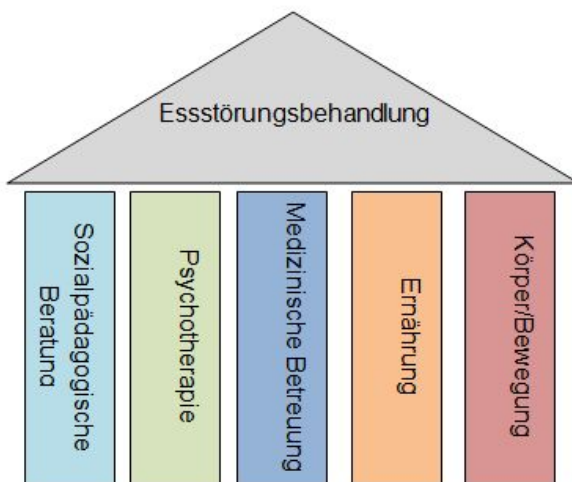 Essstörungsbehandlung
Sozialpädagogische
Beratung
Psychotherapie
Medizinische Betreuung
Ernährung
Körper/Bewegung